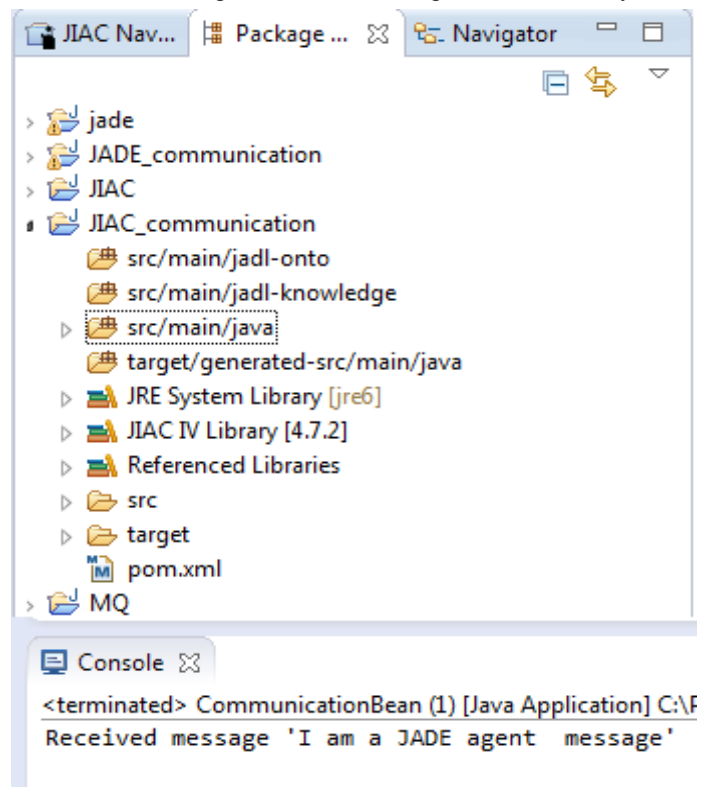 JIAC Nav...  Package ...  Navigator
jade
JADE_communication
JIAC
JIAC_communication
src/main/jadl-onto
src/main/jadl-knowledge
src/main/java
target/generated-src/main/java
JRE System Library [jre6]
JIAC IV Library [4.7.2]
Referenced Libraries
src
target
pom.xml
MQ
Console
<terminated> CommunicationBean (1) [Java Application] C:\
Received message 'I am a JADE agent  message'